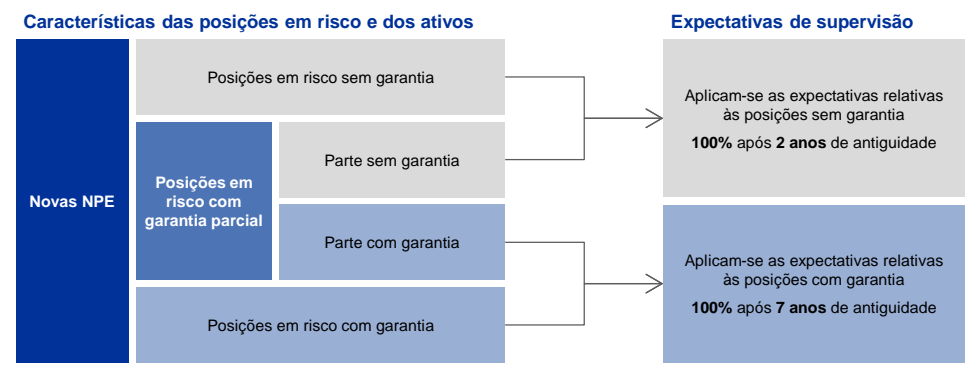 Características das posições em risco e dos ativos
Expectativas de supervisão
Novas NPE
Posições em risco sem garantia
Posições em
risco com
garantia parcial
Parte sem garantia
Parte com garantia
Posições em risco com garantia
Aplicam-se as expectativas relativas
às posições sem garantia
100% após 2 anos de antiguidade
Aplicam-se as expectativas relativas
às posições com garantia
100% após 7 anos de antiguidade